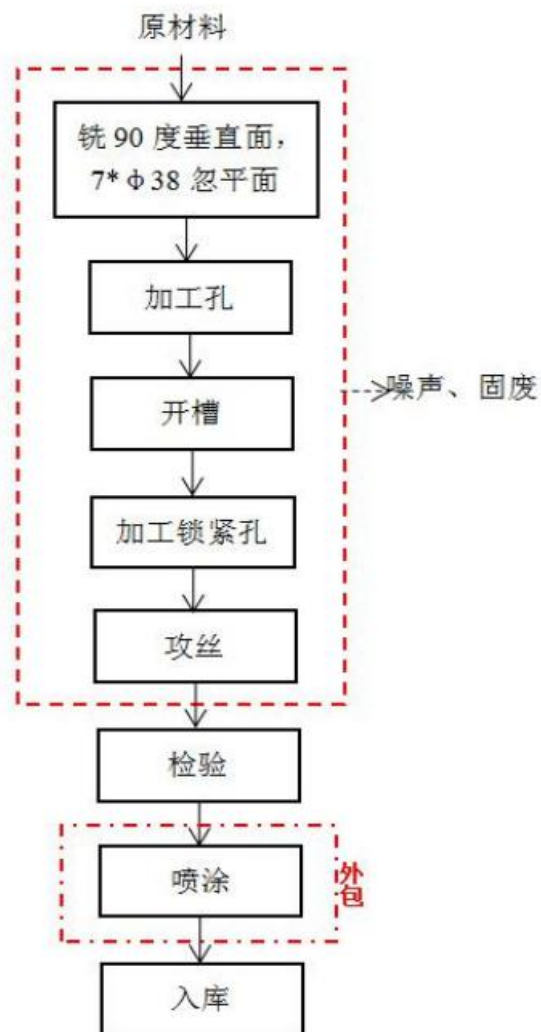 原材料
铣 90 度垂直面，
7* φ38 忽平面
加工孔
开槽
噪声、固废
加工锁紧孔
攻丝
检验
喷涂
外包
入库